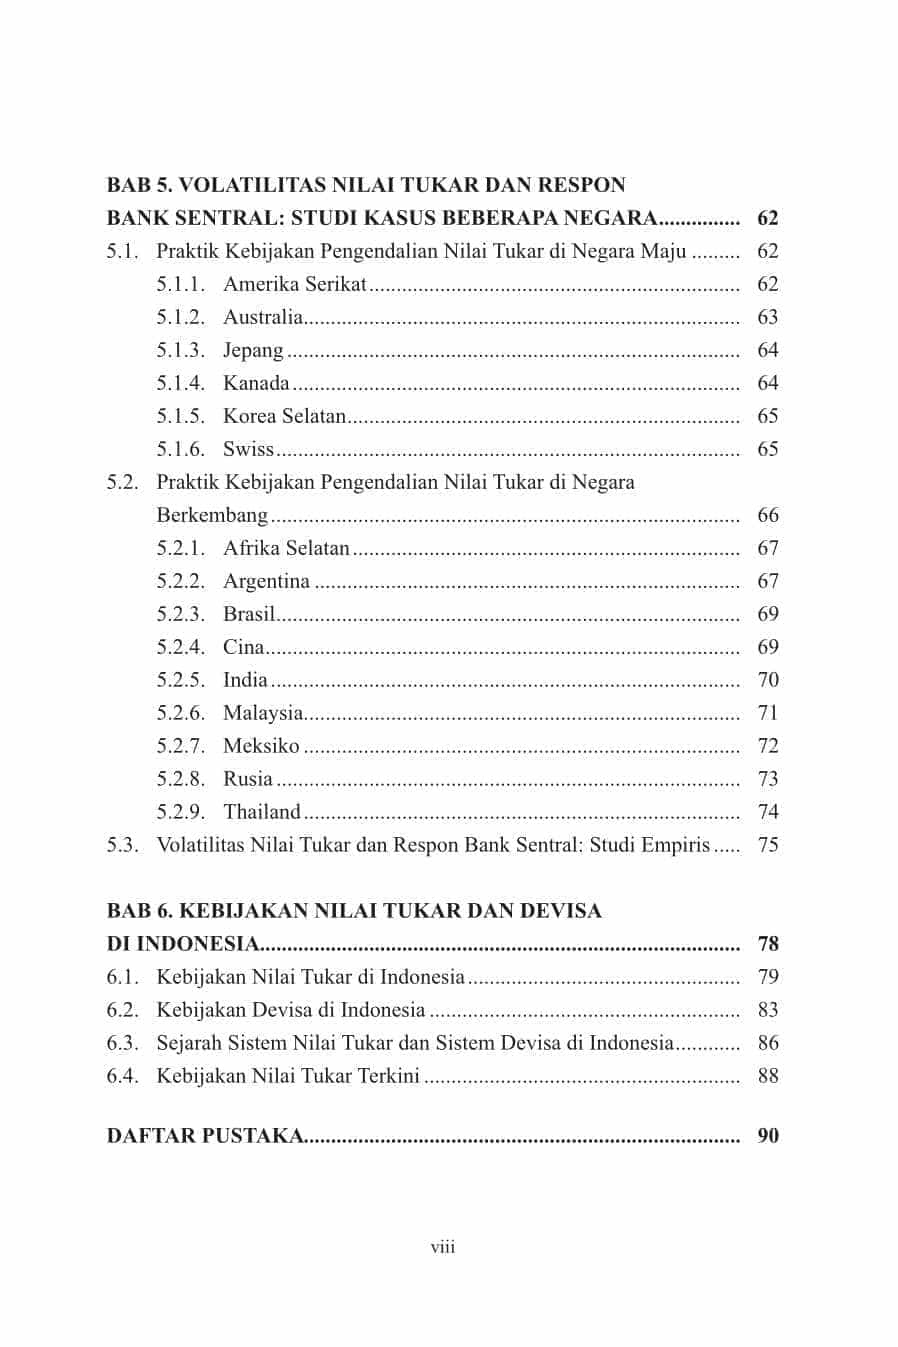 BAB 5. VOLATILITAS NILAI TUKAR DAN RESPON
BANK SENTRAL: STUDI KASUS BEBERAPA NEGARA............... 62
5.1. Praktik Kebijakan Pengendalian Nilai Tukar di Negara Maju ......... 62
5.1.1. Amerika Serikat.................................................................... 62
5.1.2. Australia................................................................................ 63
5.1.3. Jepang................................................................................... 64
5.1.4. Kanada.................................................................................. 64
5.1.5. Korea Selatan........................................................................ 65
5.1.6. Swiss..................................................................................... 65
5.2. Praktik Kebijakan Pengendalian Nilai Tukar di Negara
Berkembang...................................................................................... 66
5.2.1. Afrika Selatan....................................................................... 67
5.2.2. Argentina .............................................................................. 67
5.2.3. Brasil..................................................................................... 69
5.2.4. Cina....................................................................................... 69
5.2.5. India...................................................................................... 70
5.2.6. Malaysia................................................................................ 71
5.2.7. Meksiko ................................................................................ 72
5.2.8. Rusia ..................................................................................... 73
5.2.9. Thailand................................................................................ 74
5.3. Volatilitas Nilai Tukar dan Respon Bank Sentral: Studi Empiris..... 75
BAB 6. KEBIJAKAN NILAI TUKAR DAN DEVISA
DI INDONESIA........................................................................................ 78
6.1. Kebijakan Nilai Tukar di Indonesia.................................................. 79
6.2. Kebijakan Devisa di Indonesia ......................................................... 83
6.3. Sejarah Sistem Nilai Tukar dan Sistem Devisa di Indonesia............ 86
6.4. Kebijakan Nilai Tukar Terkini .......................................................... 88
DAFTAR PUSTAKA................................................................................ 90
viii